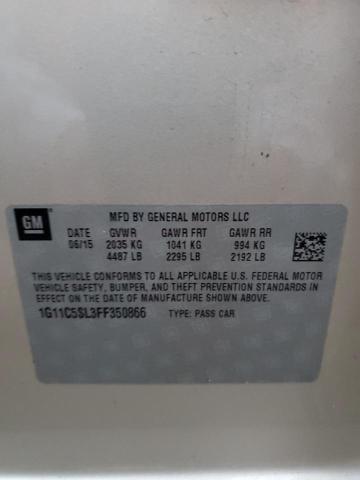 GM
MFD BY GENERAL MOTORS LLC
DATE GVWR GAWR FRT GAWR RR
06/15 2035 KG 1041 KG 994 KG
4487 LB 2295 LB 2192 LB
THIS VEHICLE CONFORMS TO ALL APPLICABLE U.S. FEDERAL MOTOR
VEHICLE SAFETY, BUMPER, AND THEFT PREVENTION STANDARDS
IN EFFECT ON THE DATE OF MANUFACTURE SHOWN ABOVE.
1G11C5SL3FF350866 TYPE: PASS CAR